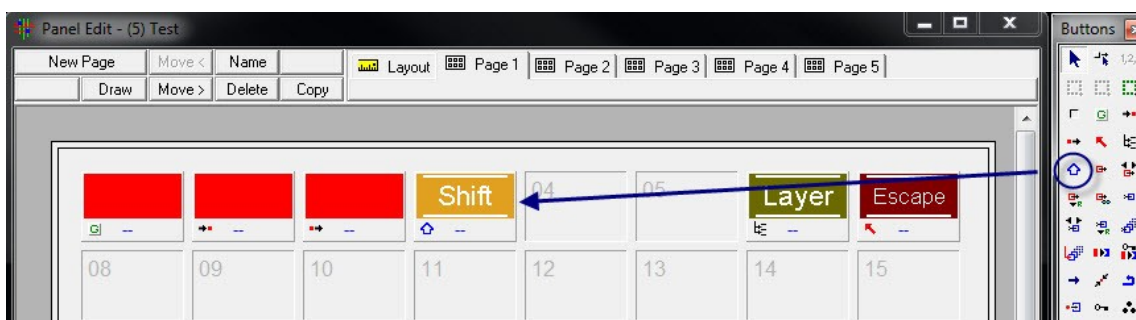 Panel Edit - (5) Test
Buttons
New Page Move < Name
Layout Page 1 Page 2 Page 3 Page 4 Page 5
Draw Move > Delete Copy
Shift 04 05 Layer Escape
G -- -- -- -- -- --
08 09 10 11 12 13 14 15